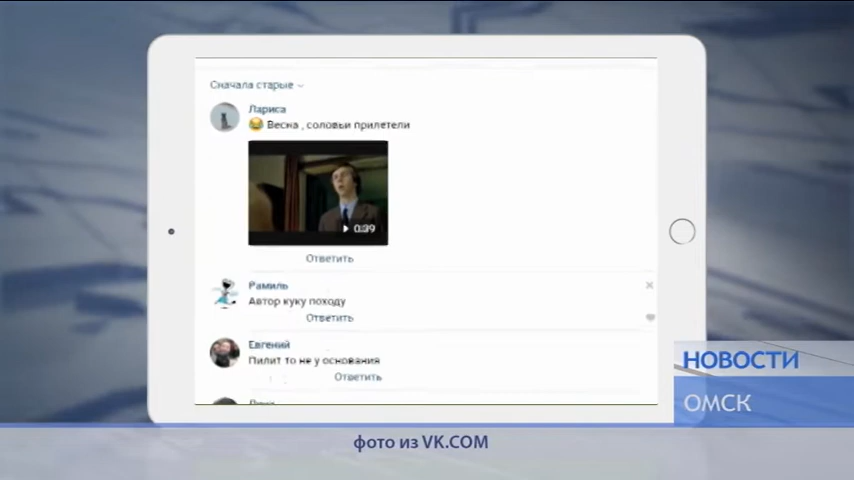 Сначала старые
Лариса
Весна , соловьи прилетели
0:39
Ответить
Рамиль
Автор куку походу
Ответить
Евгений
Пилит то не у основания
Ответить
НОВОСТИ
ОМСК
фото из VK.COM